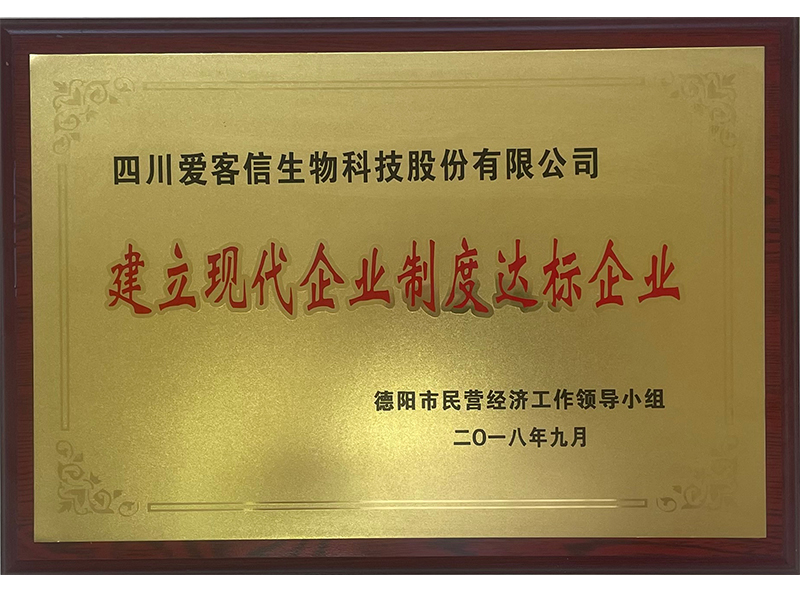 四川爱客信生物科技股份有限公司
建立现代企业制度达标企业
德阳市民营经济工作领导小组
二〇一八年九月